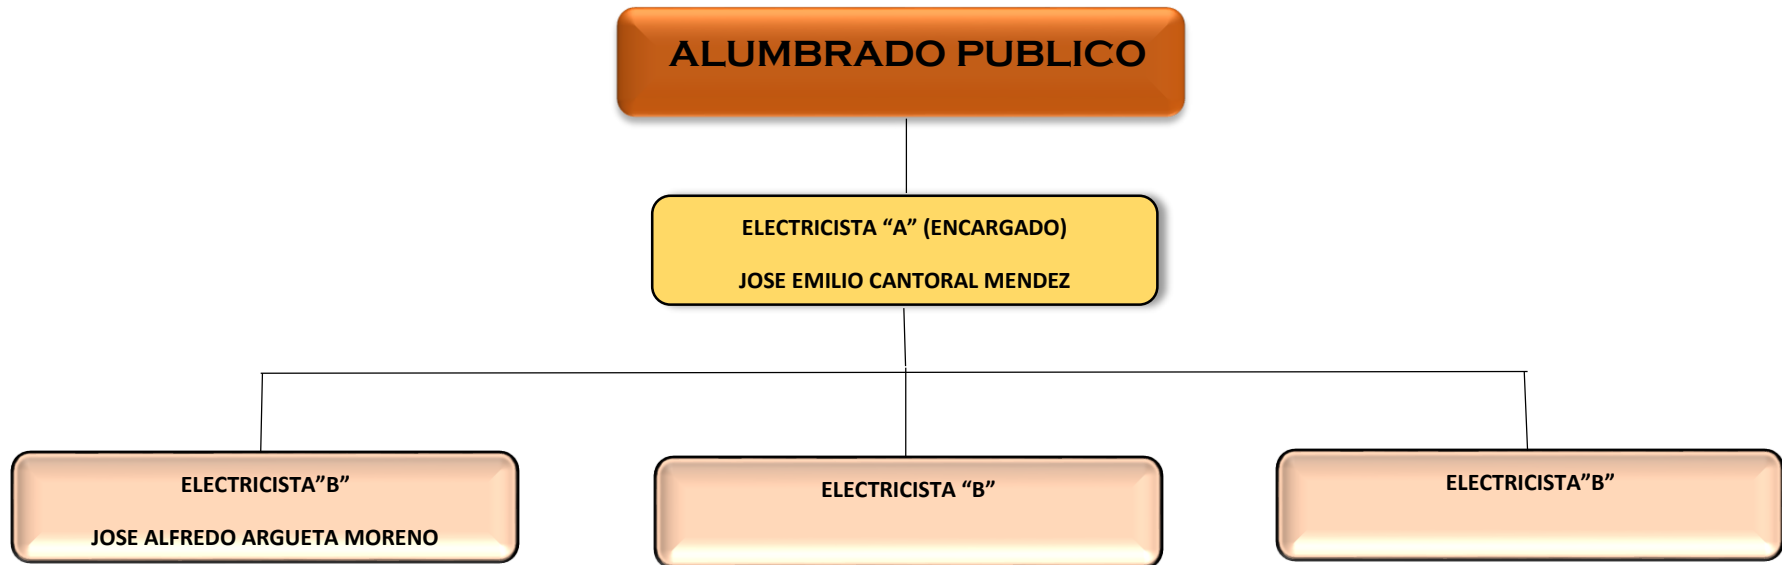 ALUMBRADO PUBLICO
ELECTRICISTA “A” (ENCARGADO)
JOSE EMILIO CANTORAL MENDEZ
ELECTRICISTA”B”
JOSE ALFREDO ARGUETA MORENO
ELECTRICISTA “B”
ELECTRICISTA”B”